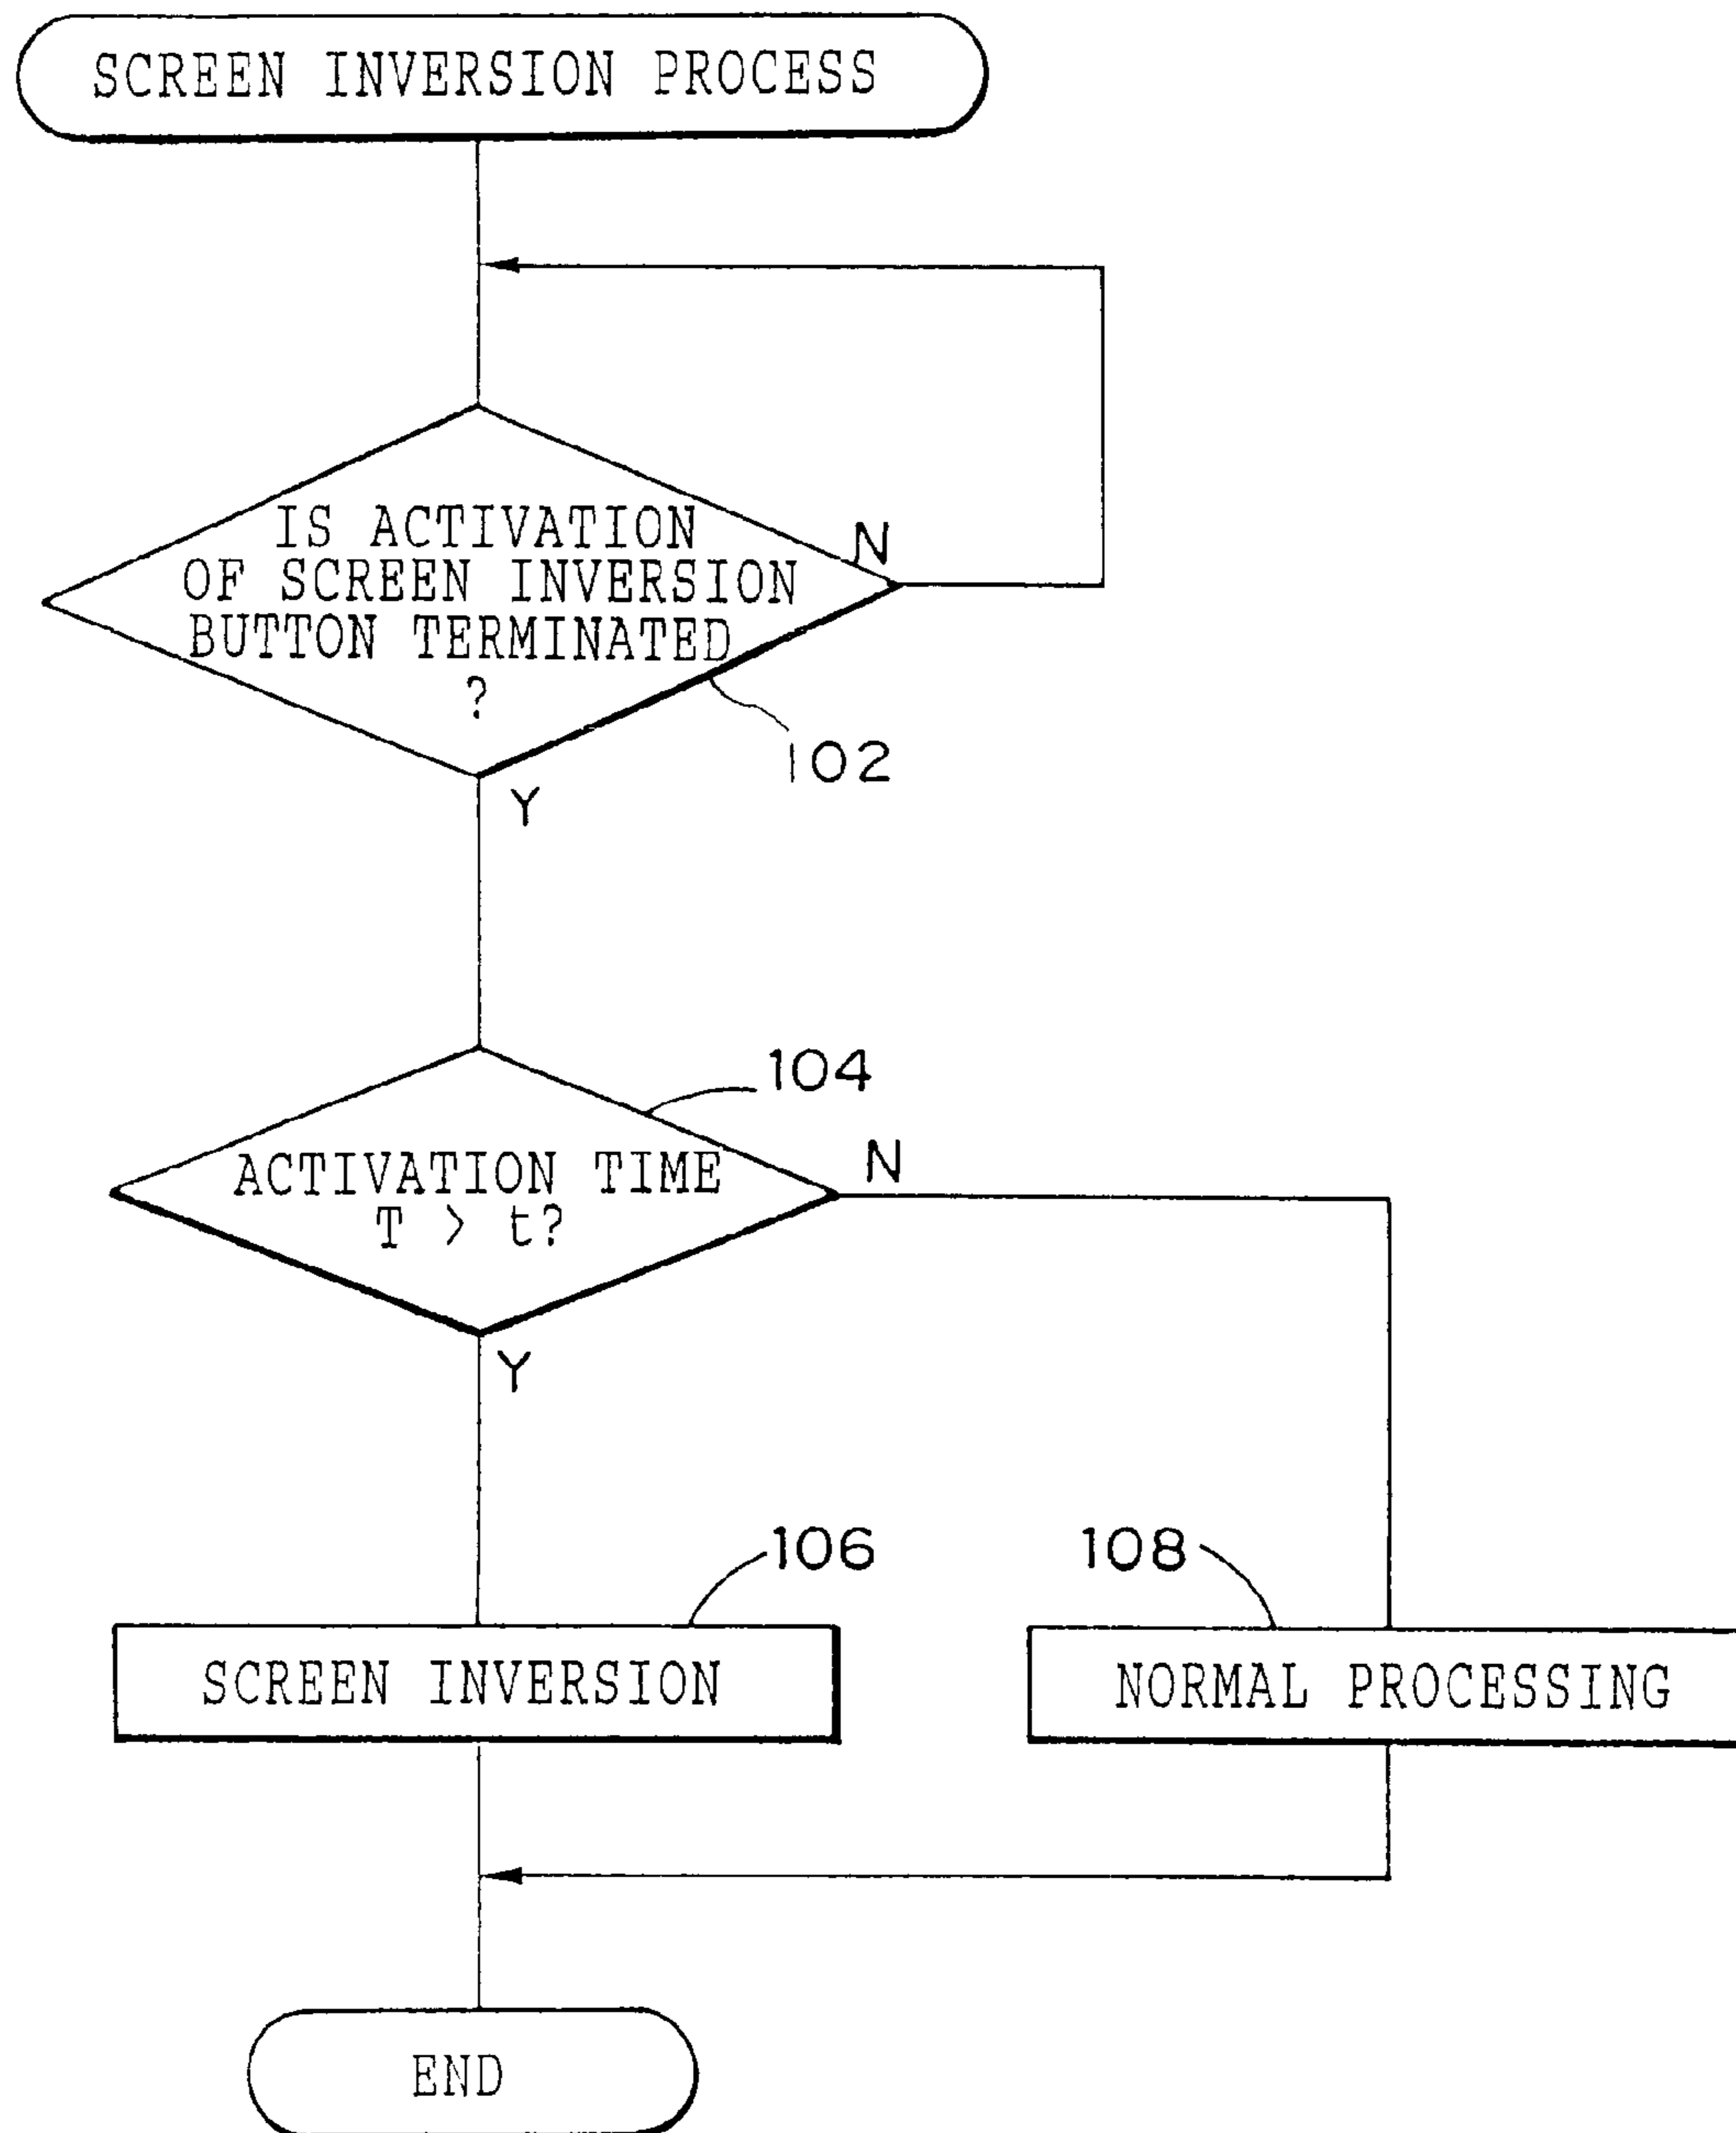 SCREEN INVERSION PROCESS
IS ACTIVATION
OF SCREEN INVERSION
BUTTON TERMINATED
?
N
102
Y
104
ACTIVATION TIME
T > t?
N
Y
106
108
SCREEN INVERSION
NORMAL PROCESSING
END